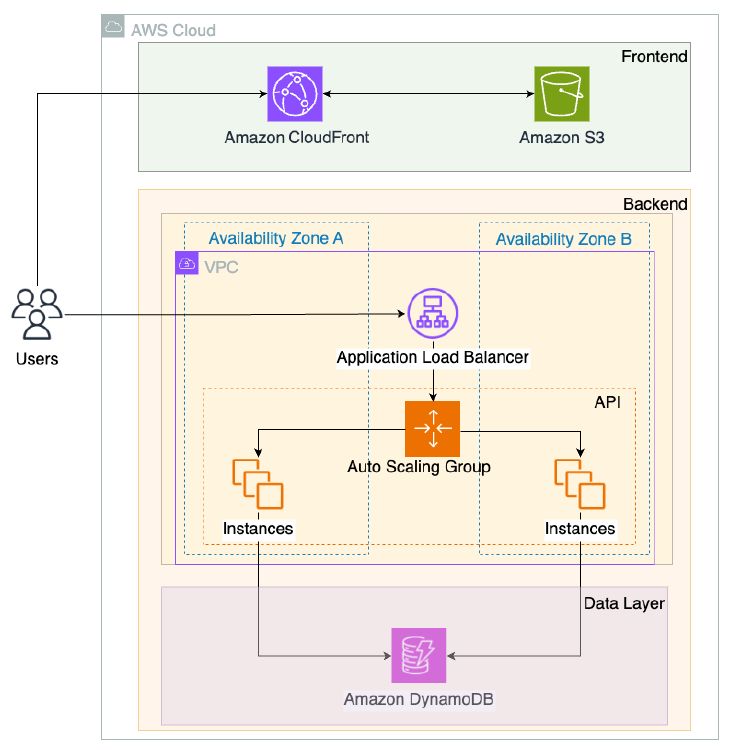 AWS Cloud
Frontend
Amazon CloudFront
Amazon S3
Backend
Availability Zone A
Availability Zone B
VPC
Users
Application Load Balancer
API
Auto Scaling Group
Instances
Instances
Data Layer
Amazon DynamoDB